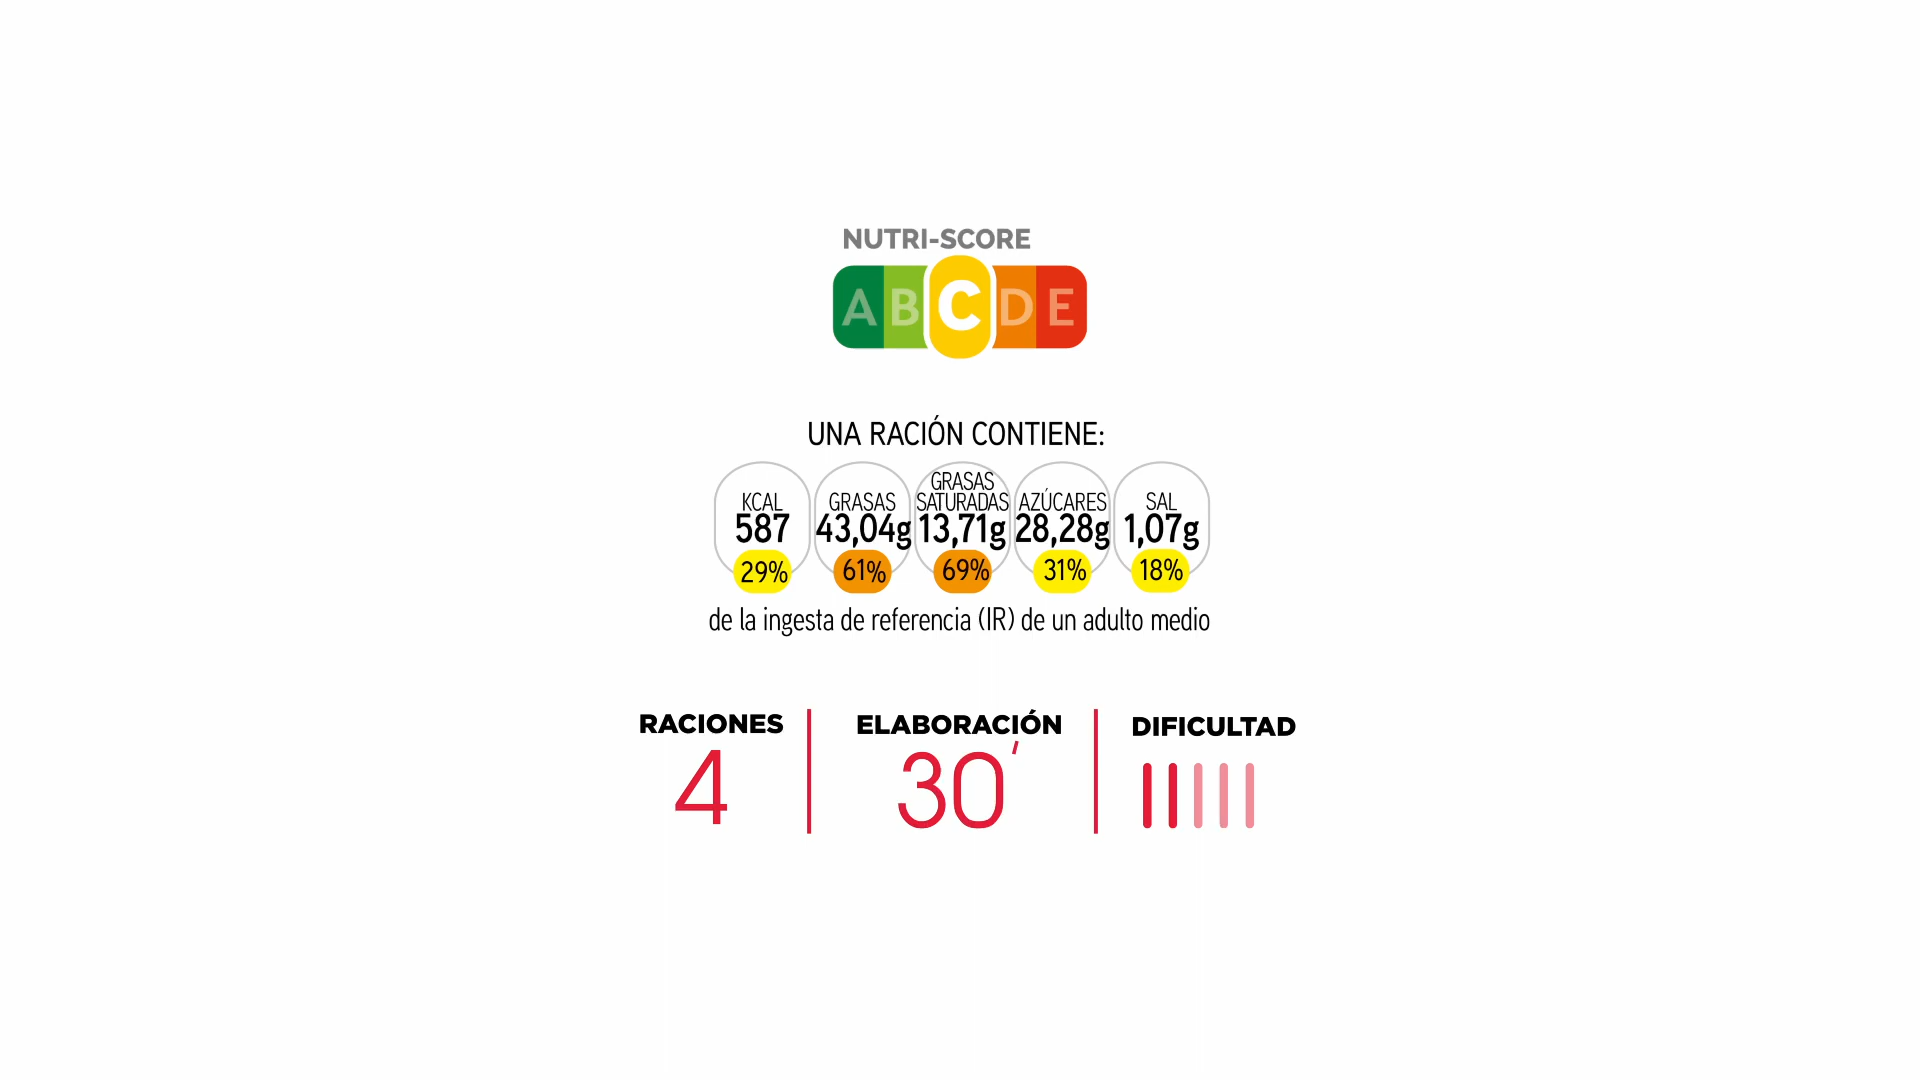 NUTRI-SCORE
A B C D E
UNA RACIÓN CONTIENE:
KCAL
587
29%
GRASAS
43,04g
61%
GRASAS
SATURADAS
13,71g
69%
AZÚCARES
28,28g
31%
SAL
1,07g
18%
de la ingesta de referencia (IR) de un adulto medio
RACIONES
4
ELABORACIÓN
30'
DIFICULTAD